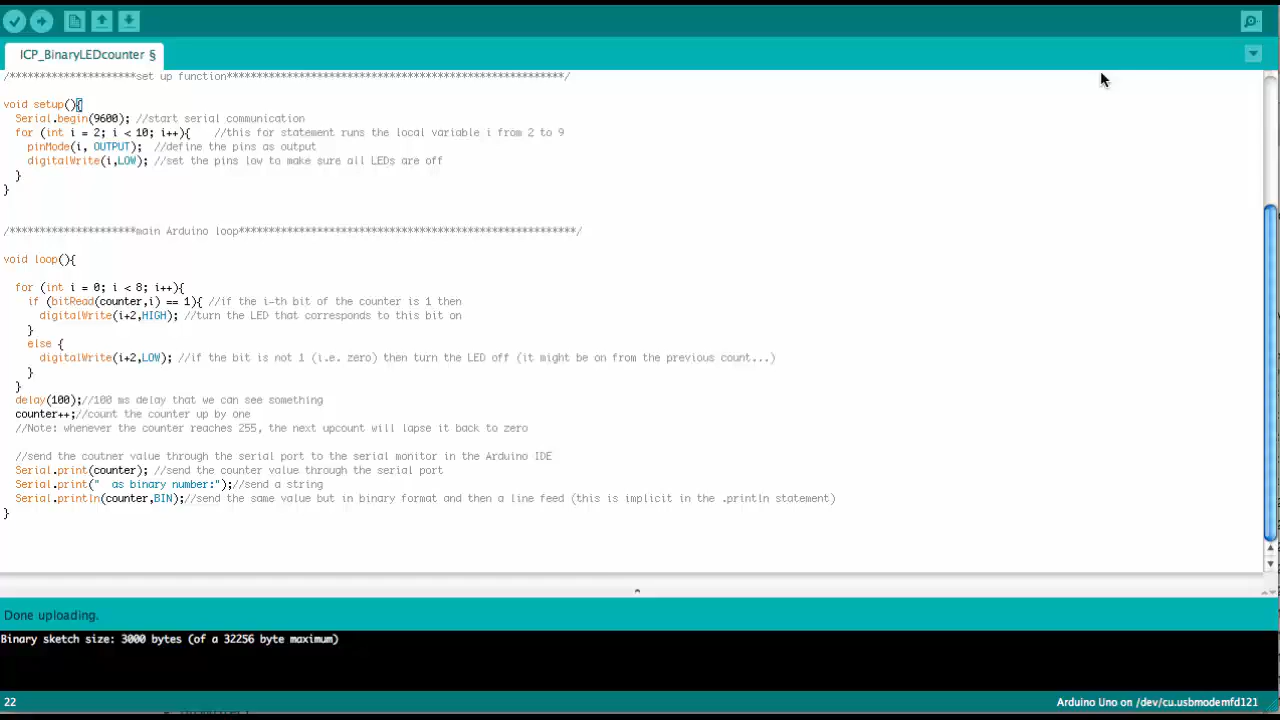 ICP_BinaryLEDcounter §
/*********************set up function********************************************************/
void setup(){
Serial.begin(9600); //start serial communication
for (int i = 2; i < 10; i++){ //this for statement runs the local variable i from 2 to 9
pinMode(i, OUTPUT); //define the pins as output
digitalWrite(i,LOW); //set the pins low to make sure all LEDs are off
}
}
/*********************main Arduino loop********************************************************/
void loop(){
for (int i = 0; i < 8; i++){
if (bitRead(counter,i) == 1){ //if the i-th bit of the counter is 1 then
digitalWrite(i+2,HIGH); //turn the LED that corresponds to this bit on
}
else {
digitalWrite(i+2,LOW); //if the bit is not 1 (i.e. zero) then turn the LED off (it might be on from the previous count...)
}
}
delay(100);//100 ms delay that we can see something
counter++;//count the counter up by one
//Note: whenever the counter reaches 255, the next upcount will lapse it back to zero
//send the coutner value through the serial port to the serial monitor in the Arduino IDE
Serial.print(counter); //send the counter value through the serial port
Serial.print("  as binary number:");//send a string
Serial.println(counter,BIN);//send the same value but in binary format and then a line feed (this is implicit in the .println statement)
}
Done uploading.
Binary sketch size: 3000 bytes (of a 32256 byte maximum)
22
Arduino Uno on /dev/cu.usbmodemfd121